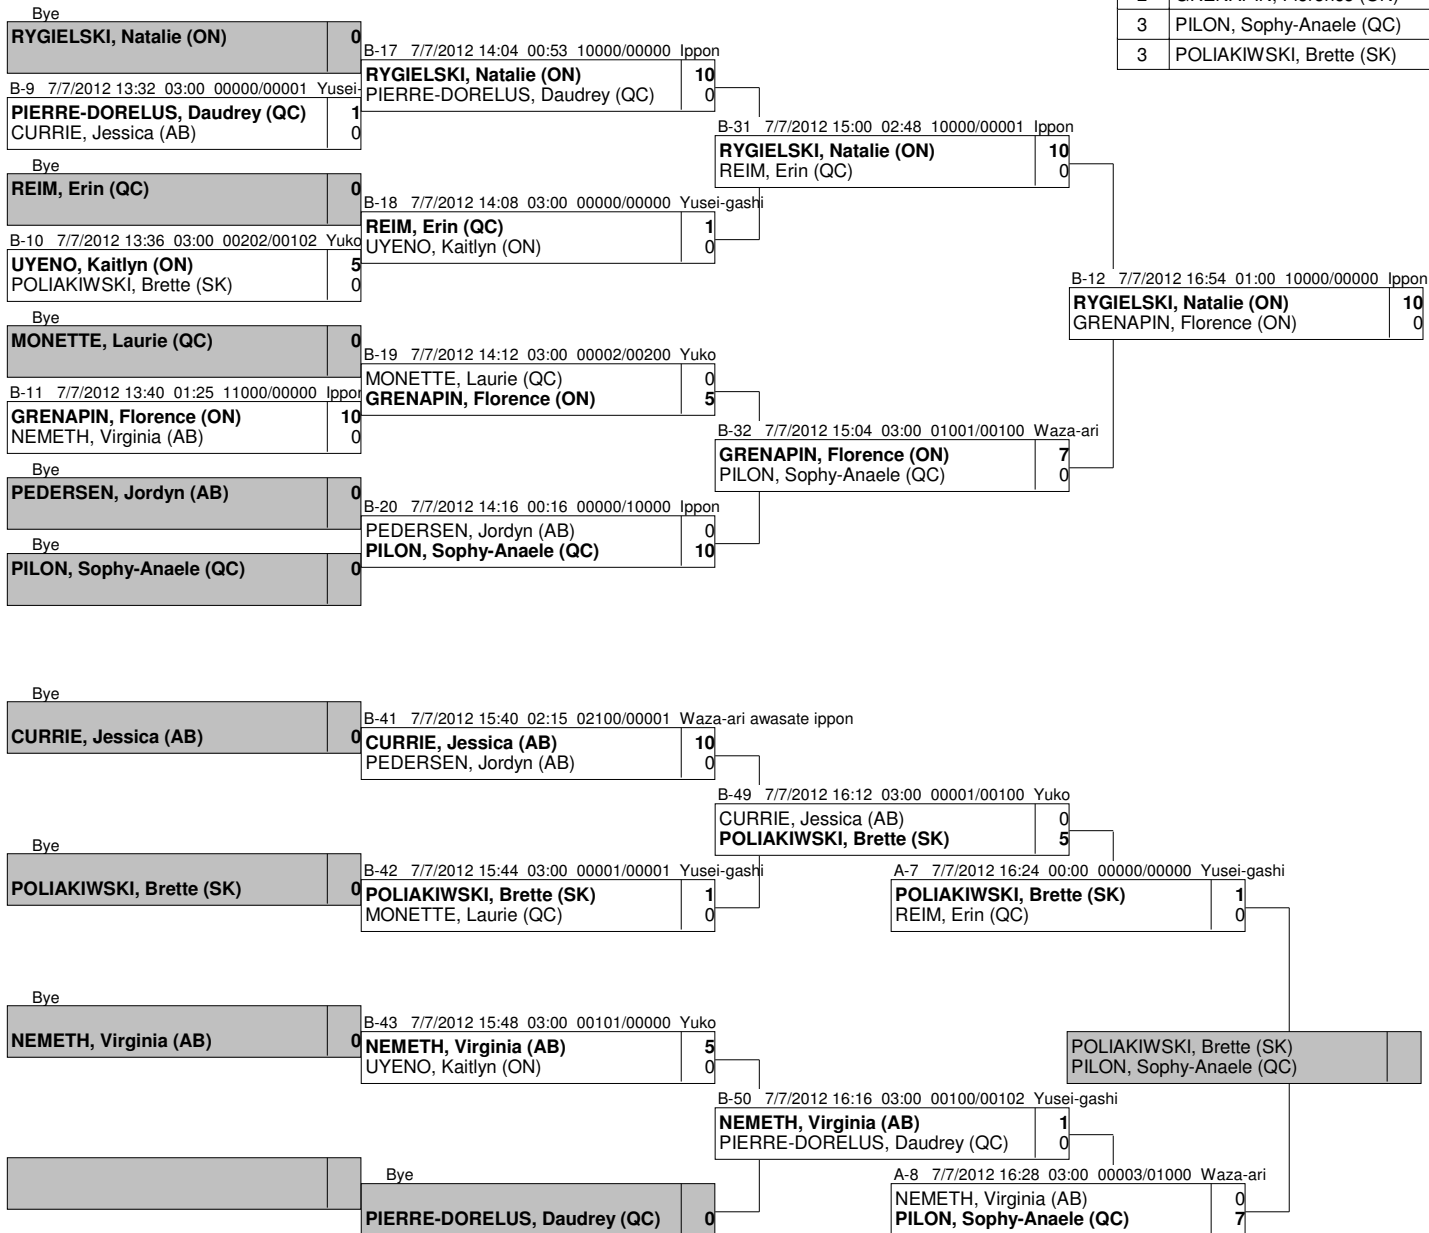 Bye
RYGIELSKI, Natalie (ON) 0
B-9 7/7/2012 13:32 03:00 00000/00001 Yusei-
PIERRE-DORELUS, Daudrey (QC) 1
CURRIE, Jessica (AB) 0
Bye
REIM, Erin (QC) 0
B-10 7/7/2012 13:36 03:00 00202/00102 Yuko
UYENO, Kaitlyn (ON) 5
POLIAKIWSKI, Brette (SK) 0
Bye
MONETTE, Laurie (QC) 0
B-11 7/7/2012 13:40 01:25 11000/00000 Ippon
GRENAPIN, Florence (ON) 10
NEMETH, Virginia (AB) 0
Bye
PEDERSEN, Jordyn (AB) 0
Bye
PILON, Sophy-Anaele (QC) 0
B-17 7/7/2012 14:04 00:53 10000/00000 Ippon
RYGIELSKI, Natalie (ON) 10
PIERRE-DORELUS, Daudrey (QC) 0
B-18 7/7/2012 14:08 03:00 00000/00000 Yusei-gashi
REIM, Erin (QC) 1
UYENO, Kaitlyn (ON) 0
B-19 7/7/2012 14:12 03:00 00002/00200 Yuko
MONETTE, Laurie (QC) 0
GRENAPIN, Florence (ON) 5
B-20 7/7/2012 14:16 00:16 00000/10000 Ippon
PEDERSEN, Jordyn (AB) 0
PILON, Sophy-Anaele (QC) 10
B-31 7/7/2012 15:00 02:48 10000/00001 Ippon
RYGIELSKI, Natalie (ON) 10
REIM, Erin (QC) 0
B-32 7/7/2012 15:04 03:00 01001/00100 Waza-ari
GRENAPIN, Florence (ON) 7
PILON, Sophy-Anaele (QC) 0
B-12 7/7/2012 16:54 01:00 10000/00000 Ippon
RYGIELSKI, Natalie (ON) 10
GRENAPIN, Florence (ON) 0
3 PILON, Sophy-Anaele (QC)
3 POLIAKIWSKI, Brette (SK)
Bye
CURRIE, Jessica (AB) 0
Bye
POLIAKIWSKI, Brette (SK) 0
Bye
NEMETH, Virginia (AB) 0
B-41 7/7/2012 15:40 02:15 02100/00001 Waza-ari awasate ippon
CURRIE, Jessica (AB) 10
PEDERSEN, Jordyn (AB) 0
B-42 7/7/2012 15:44 03:00 00001/00001 Yusei-gashi
POLIAKIWSKI, Brette (SK) 1
MONETTE, Laurie (QC) 0
B-43 7/7/2012 15:48 03:00 00101/00000 Yuko
NEMETH, Virginia (AB) 5
UYENO, Kaitlyn (ON) 0
Bye
PIERRE-DORELUS, Daudrey (QC) 0
B-49 7/7/2012 16:12 03:00 00001/00100 Yuko
CURRIE, Jessica (AB) 0
POLIAKIWSKI, Brette (SK) 5
B-50 7/7/2012 16:16 03:00 00100/00102 Yusei-gashi
NEMETH, Virginia (AB) 1
PIERRE-DORELUS, Daudrey (QC) 0
A-7 7/7/2012 16:24 00:00 00000/00000 Yusei-gashi
POLIAKIWSKI, Brette (SK) 1
REIM, Erin (QC) 0
A-8 7/7/2012 16:28 03:00 00003/01000 Waza-ari
NEMETH, Virginia (AB) 0
PILON, Sophy-Anaele (QC) 7
POLIAKIWSKI, Brette (SK)
PILON, Sophy-Anaele (QC)